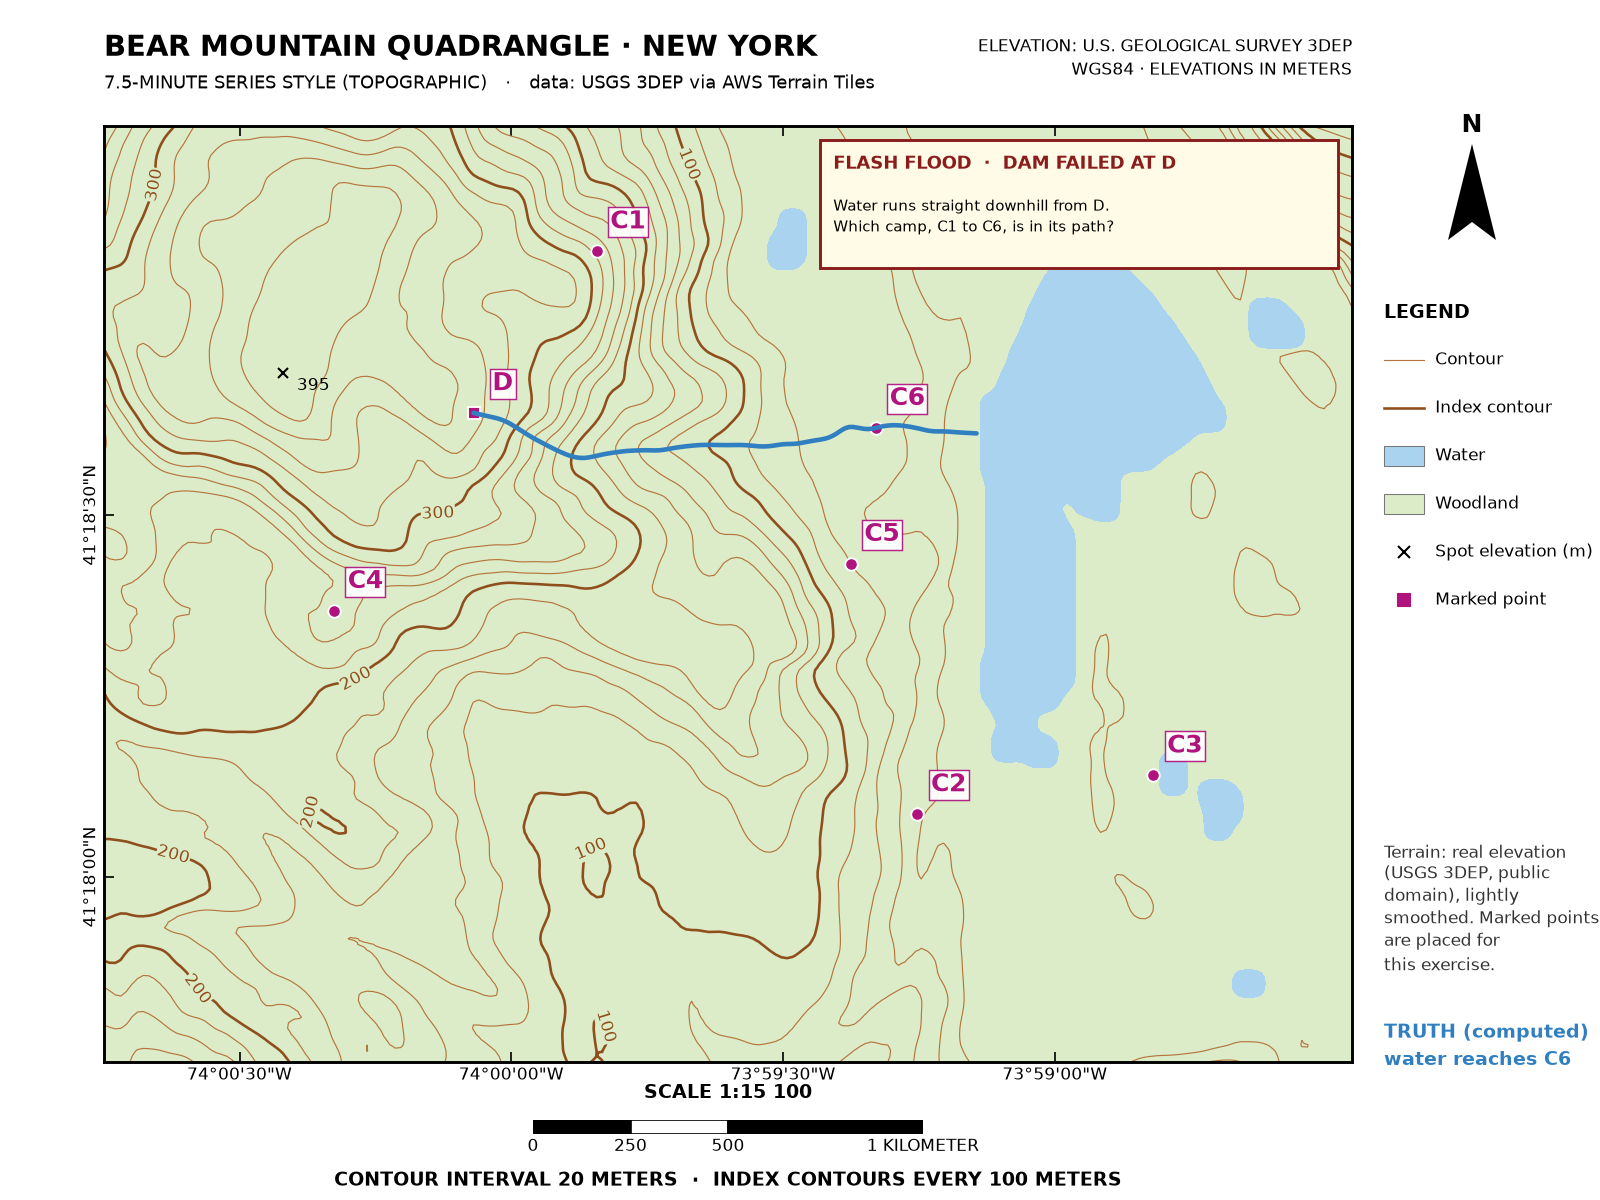 BEAR MOUNTAIN QUADRANGLE · NEW YORK
7.5-MINUTE SERIES STYLE (TOPOGRAPHIC) · data: USGS 3DEP via AWS Terrain Tiles
ELEVATION: U.S. GEOLOGICAL SURVEY 3DEP
WGS84 · ELEVATIONS IN METERS
FLASH FLOOD · DAM FAILED AT D
Water runs straight downhill from D.
Which camp, C1 to C6, is in its path?
N
300
100
C1
395
D
C6
300
C5
C4
200
C3
C2
200
200
100
200
100
41°18'30"N
41°18'00"N
74°00'30"W
74°00'00"W
73°59'30"W
73°59'00"W
LEGEND
Contour
Index contour
Water
Woodland
Spot elevation (m)
Marked point
Terrain: real elevation
(USGS 3DEP, public
domain), lightly
smoothed. Marked points
are placed for
this exercise.
TRUTH (computed)
water reaches C6
SCALE 1:15 100
0 250 500 1 KILOMETER
CONTOUR INTERVAL 20 METERS · INDEX CONTOURS EVERY 100 METERS